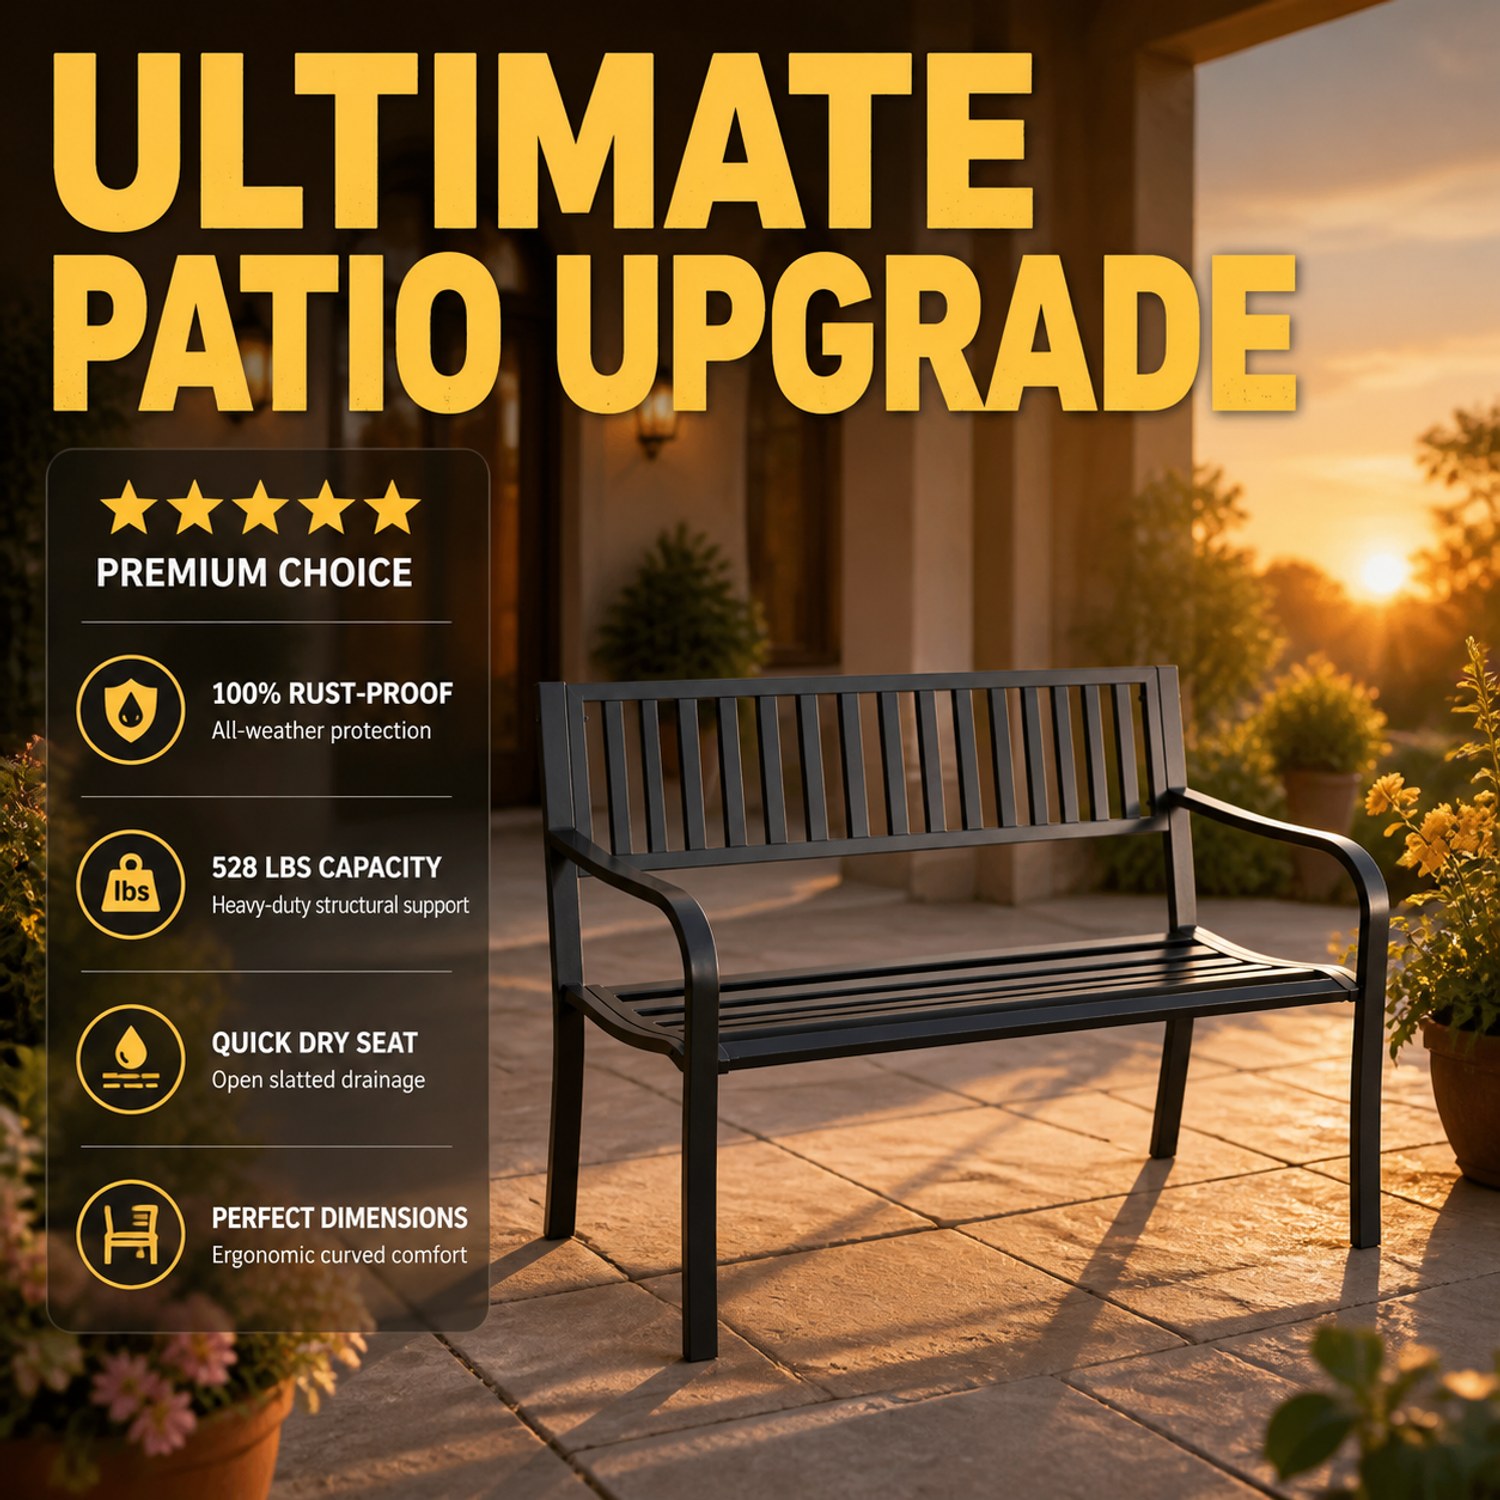 ULTIMATE
PATIO UPGRADE
PREMIUM CHOICE
100% RUST-PROOF
All-weather protection
lbs
528 LBS CAPACITY
Heavy-duty structural support
QUICK DRY SEAT
Open slatted drainage
PERFECT DIMENSIONS
Ergonomic curved comfort